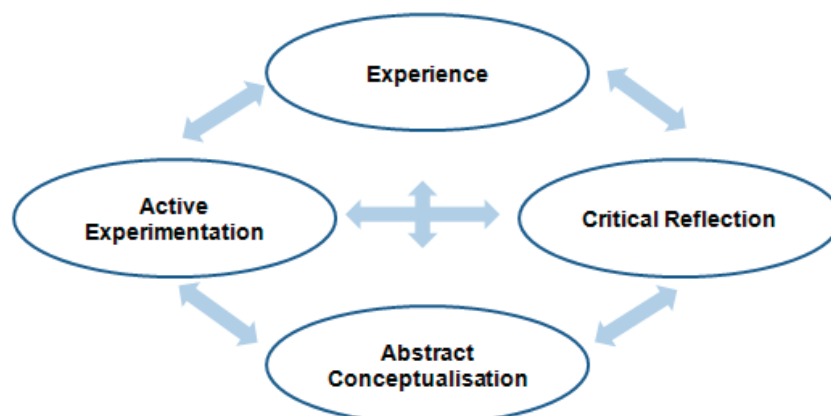 Experience
Active
Experimentation
Critical Reflection
Abstract
Conceptualisation